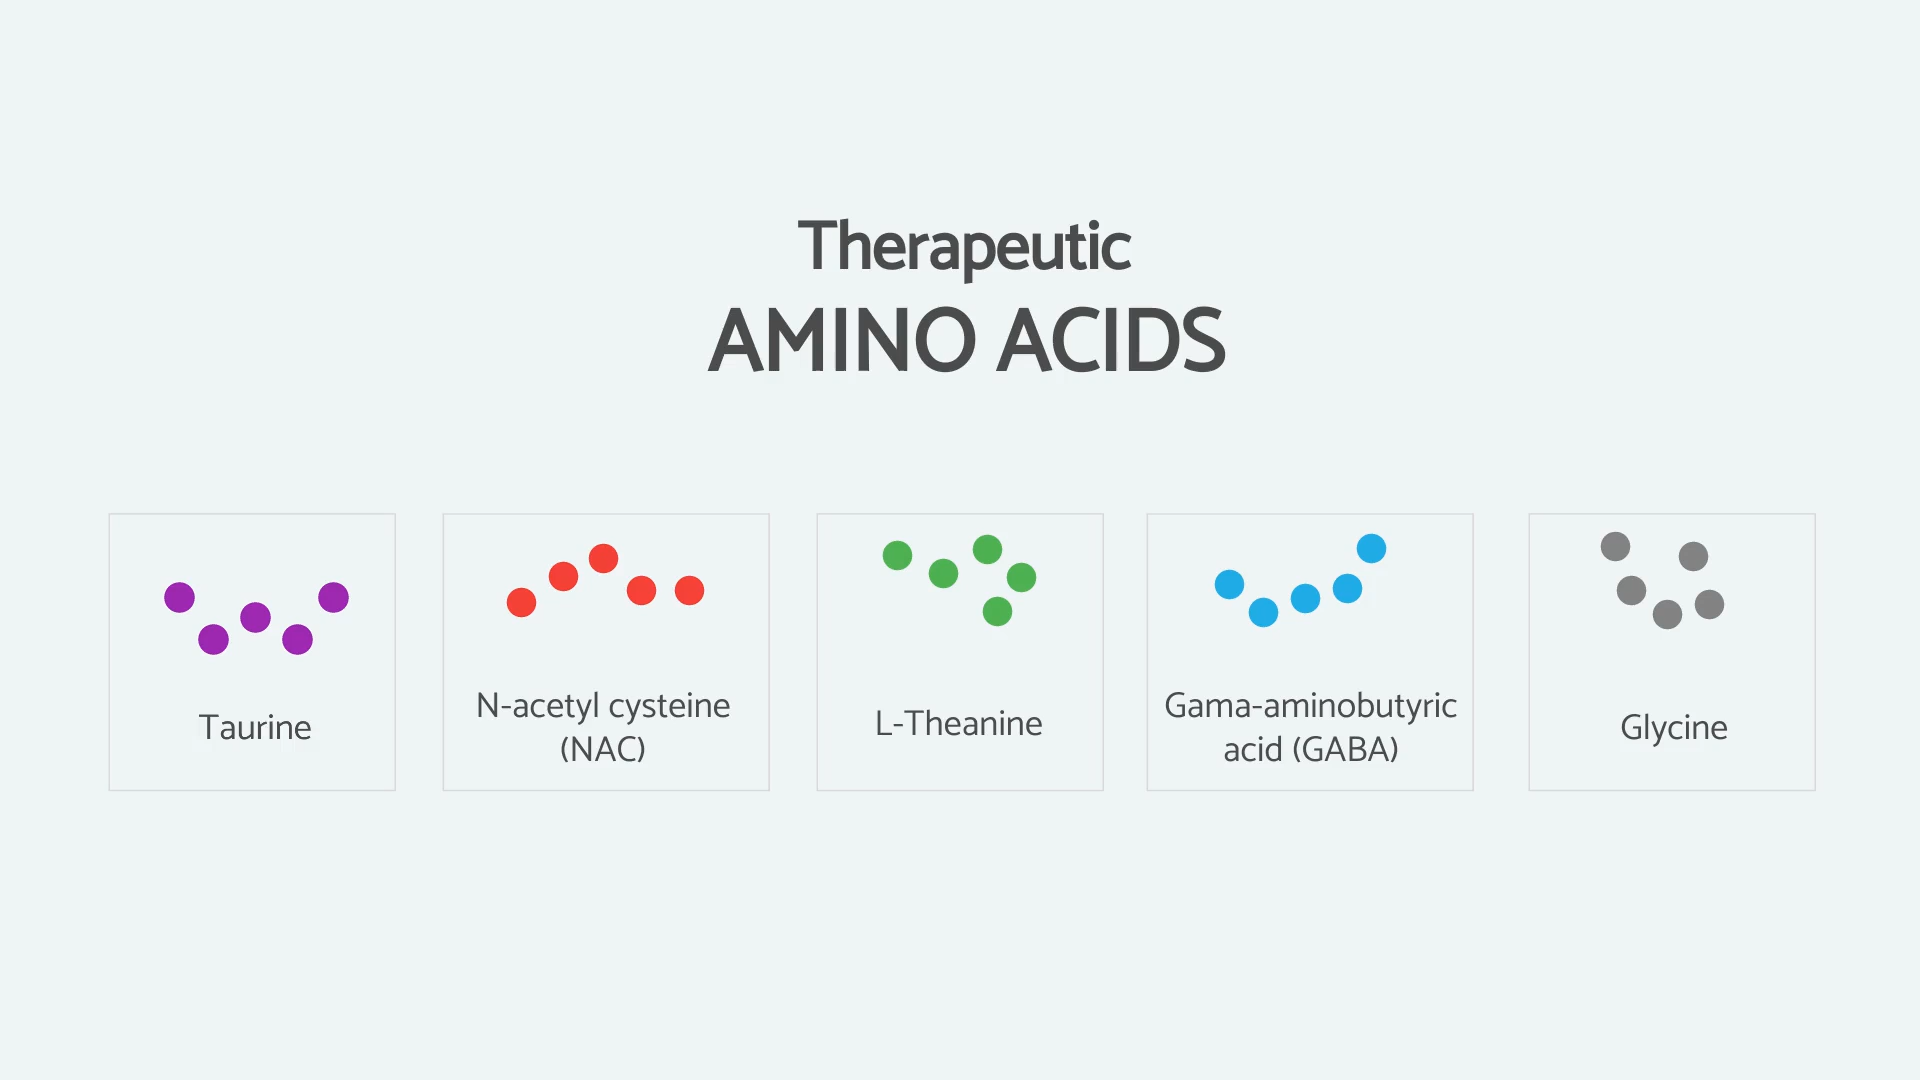 Therapeutic
AMINO ACIDS
Taurine
N-acetyl cysteine
(NAC)
L-Theanine
Gama-aminobutyric
acid (GABA)
Glycine